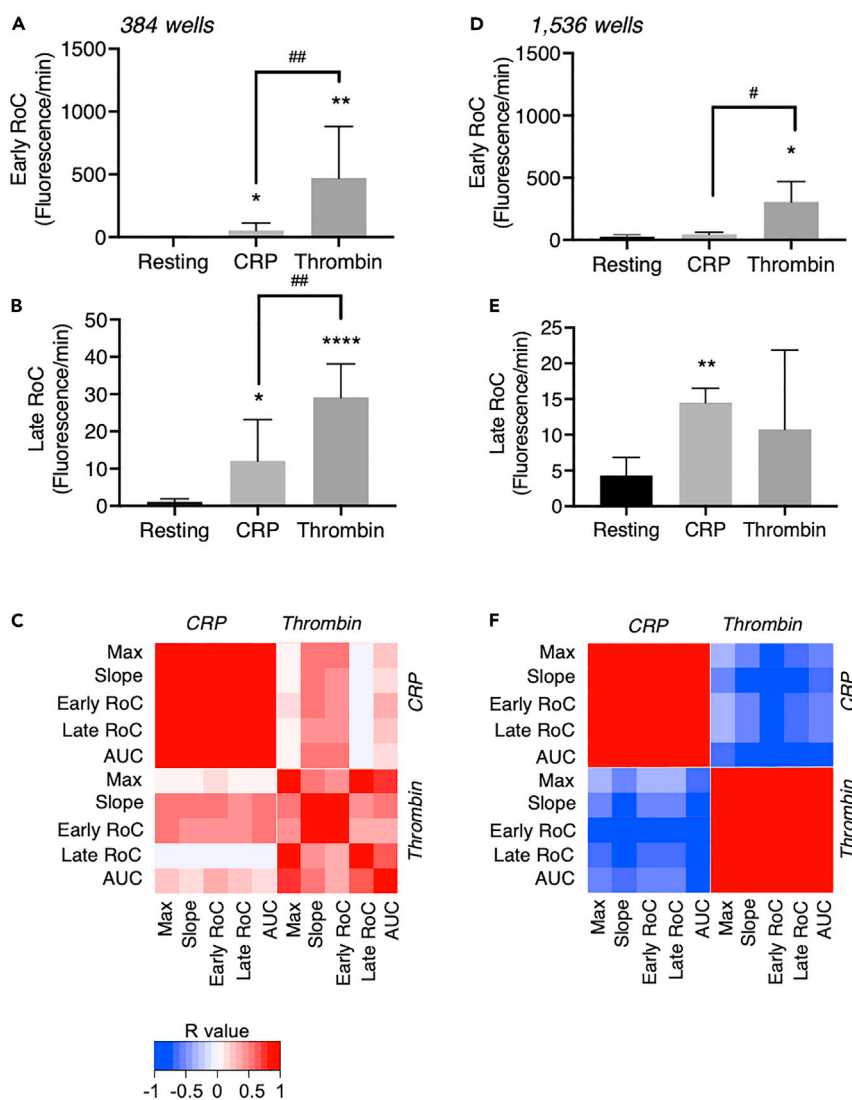 A
384 wells
1500
1000
500
0
Early RoC
(Fluorescence/min)
##
*
**
Resting
CRP
Thrombin
D
1,536 wells
1500
1000
500
0
Early RoC
(Fluorescence/min)
#
*
Resting
CRP
Thrombin
B
50
40
30
20
10
0
Late RoC
(Fluorescence/min)
##
*
****
Resting
CRP
Thrombin
E
25
20
15
10
5
0
Late RoC
(Fluorescence/min)
**
Resting
CRP
Thrombin
C
CRP
Thrombin
Max
Slope
Early RoC
Late RoC
AUC
Max
Slope
Early RoC
Late RoC
AUC
CRP
Thrombin
Max
Slope
Early RoC
Late RoC
AUC
Max
Slope
Early RoC
Late RoC
AUC
F
CRP
Thrombin
Max
Slope
Early RoC
Late RoC
AUC
Max
Slope
Early RoC
Late RoC
AUC
CRP
Thrombin
Max
Slope
Early RoC
Late RoC
AUC
Max
Slope
Early RoC
Late RoC
AUC
R value
-1
-0.5
0
0.5
1